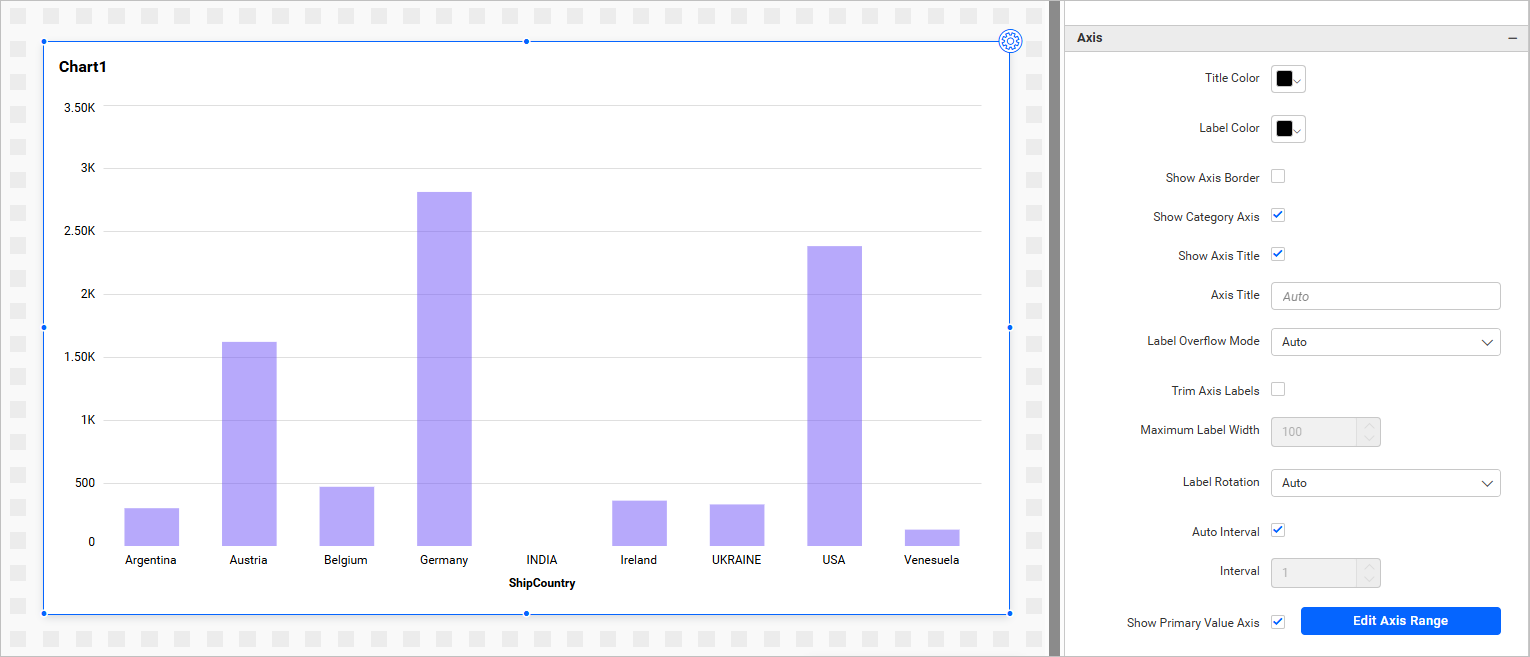 Chart1
3.50K
3K
2.50K
2K
1.50K
1K
500
0
Argentina Austria Belgium Germany INDIA Ireland UKRAINE USA Venesuela
ShipCountry
Axis
Title Color
Label Color
Show Axis Border
Show Category Axis
Show Axis Title
Axis Title Auto
Label Overflow Mode Auto
Trim Axis Labels
Maximum Label Width 100
Label Rotation Auto
Auto Interval
Interval 1
Show Primary Value Axis Edit Axis Range